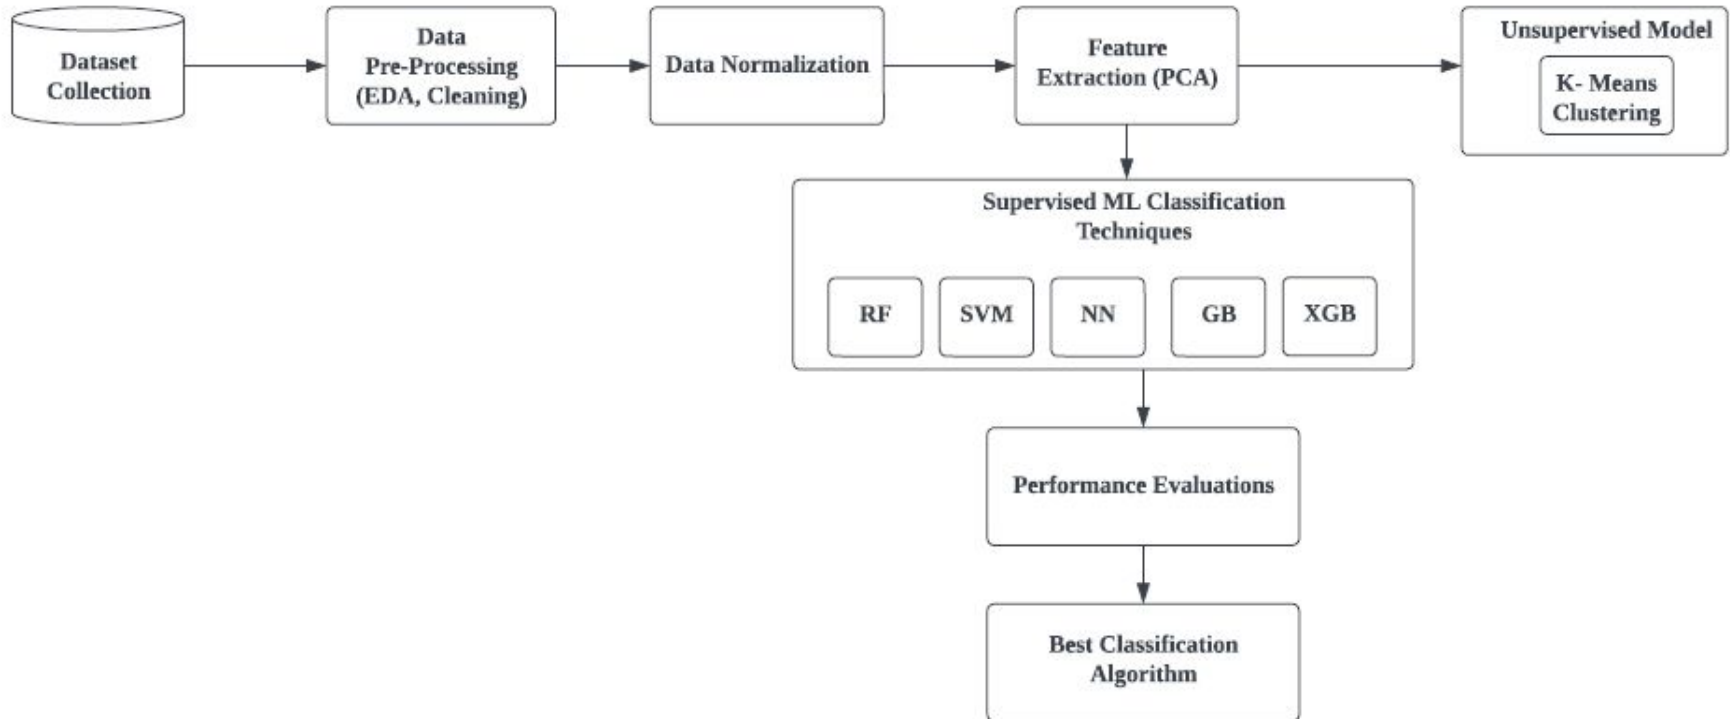 Dataset
Collection
Data
Pre-Processing
(EDA, Cleaning)
Data Normalization
Feature
Extraction (PCA)
Unsupervised Model
K- Means
Clustering
Supervised ML Classification
Techniques
RF
SVM
NN
GB
XGB
Performance Evaluations
Best Classification
Algorithm